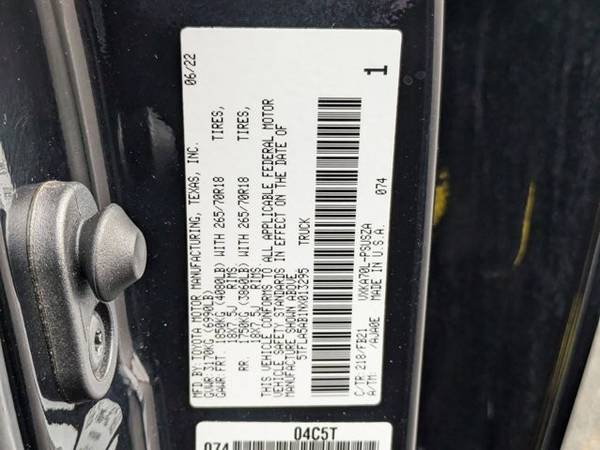 MFD.BY:TOYOTA MOTOR MANUFACTURING, TEXAS, INC. 06/22
GVWR:3170KG(6990LB)
GAWR FRT. 1850KG (4080LB) WITH 265/70R18 TIRES,
18X7.5J RIMS
RR. 1750KG (3860LB) WITH 265/70R18 TIRES,
18X7.5J RIMS
THIS VEHICLE CONFORMS TO ALL APPLICABLE FEDERAL MOTOR
VEHICLE SAFETY STANDARDS IN EFFECT ON THE DATE OF
MANUFACTURE SHOWN ABOVE.
5TFLA5AB1NX013295 TRUCK
1
C/TR:218/FB21 VXKA70L-PSUSZA 074
A/TM: /AJA0E MADE IN U.S.A.
04C5T
074